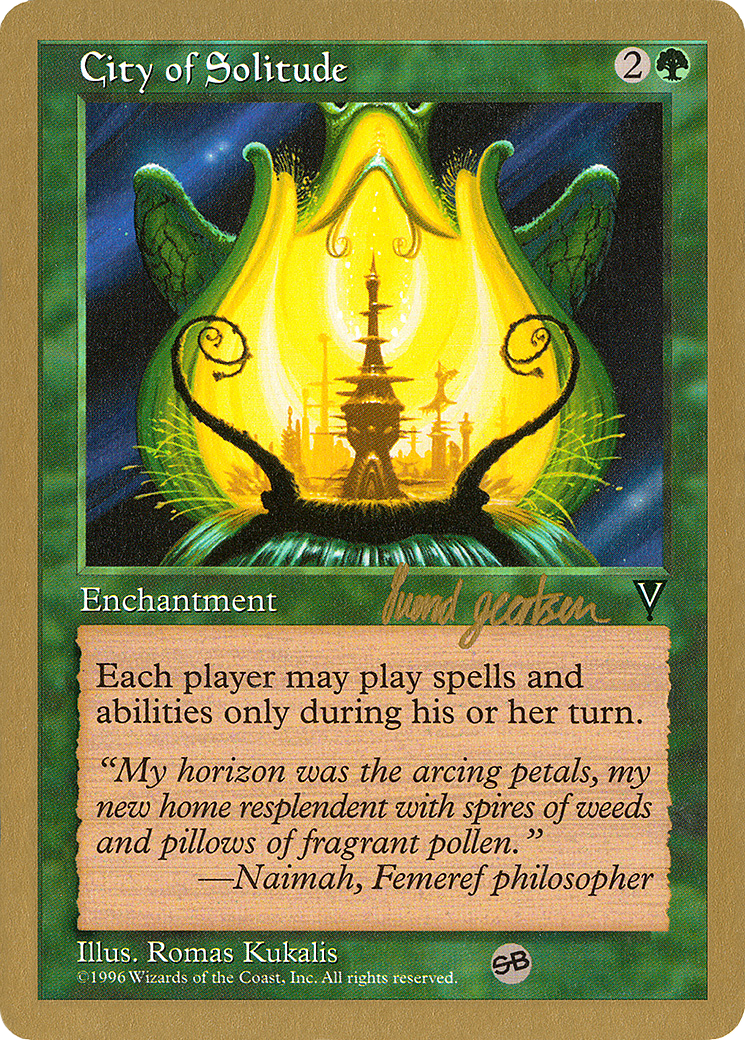 City of Solitude 2
Enchantment
Svend Geertsen
V
Each player may play spells and
abilities only during his or her turn.
“My horizon was the arcing petals, my
new home resplendent with spires of weeds
and pillows of fragrant pollen.”
—Naimah, Femeref philosopher
Illus. Romas Kukalis
©1996 Wizards of the Coast, Inc. All rights reserved.
SB